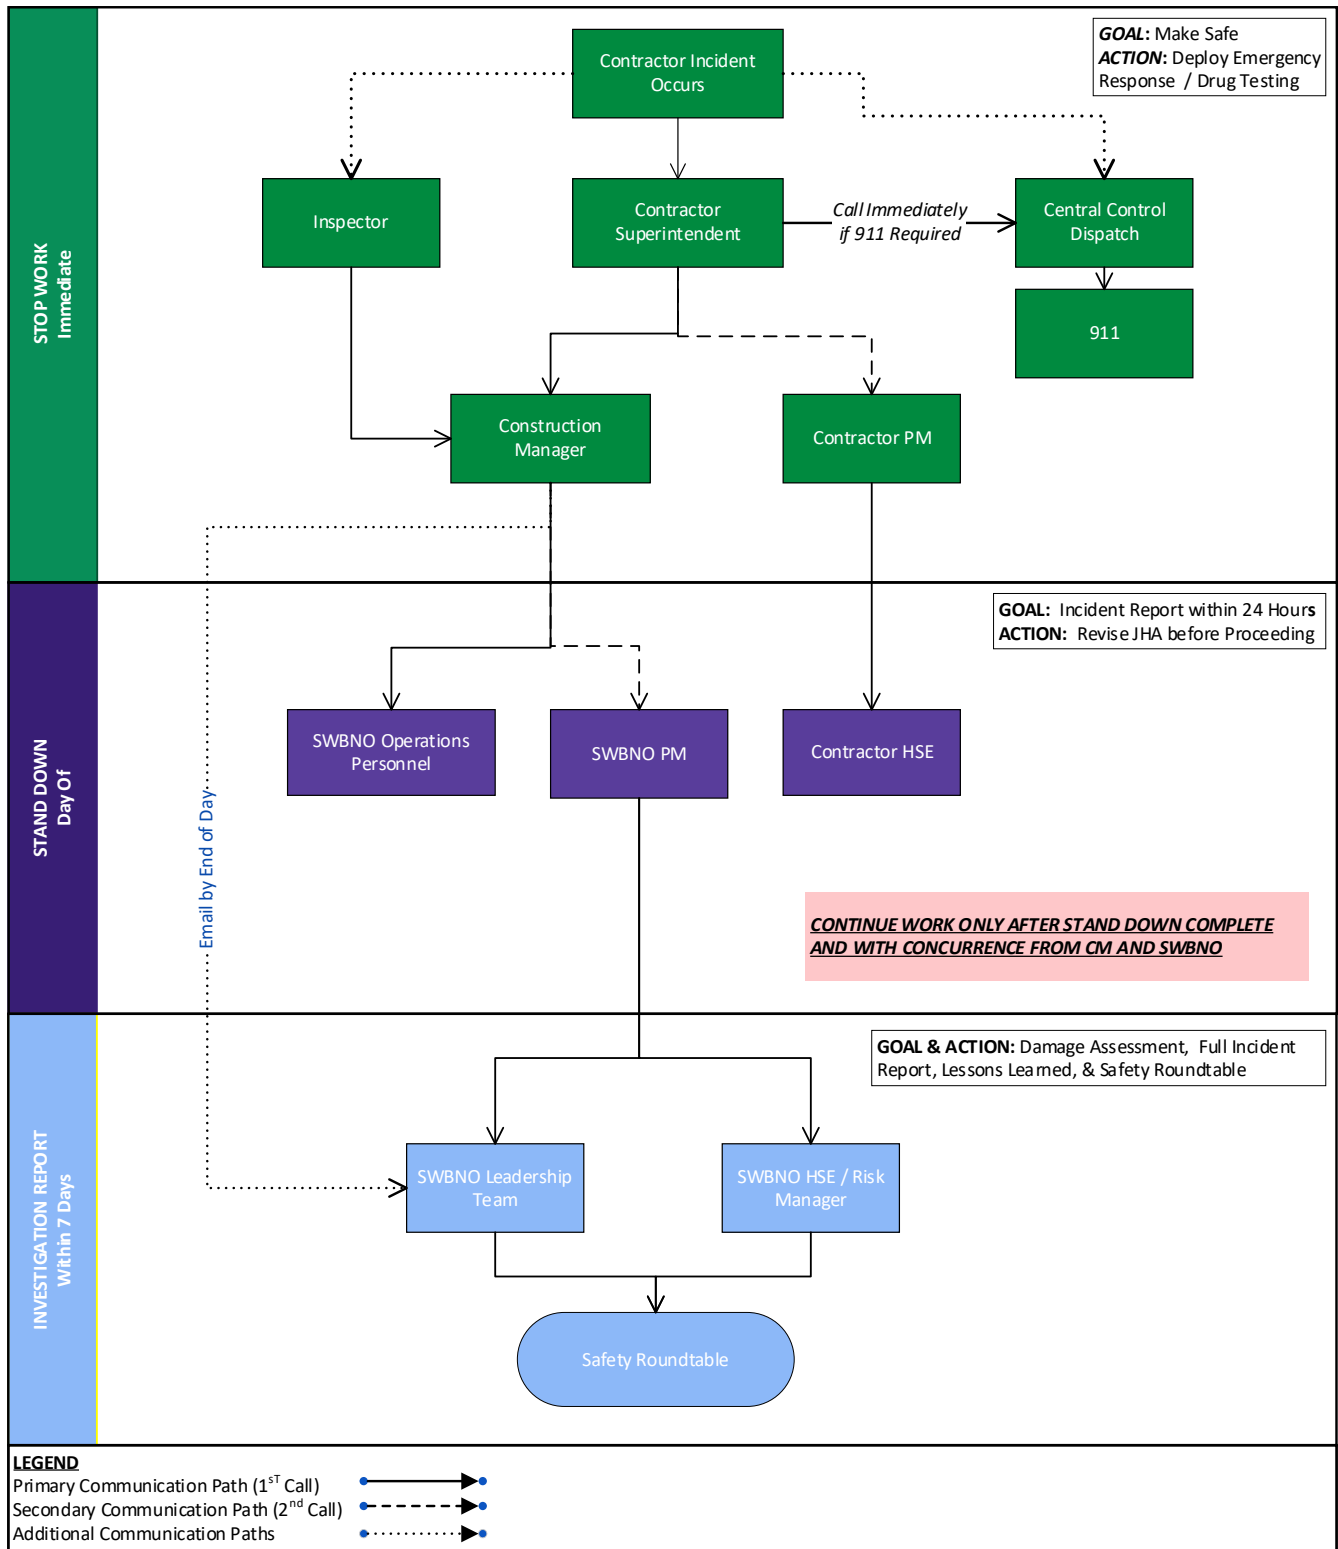 GOAL: Make Safe
ACTION: Deploy Emergency
Response / Drug Testing
Contractor Incident
Occurs
STOP WORK
Immediate
Inspector
Contractor
Superintendent
Call Immediately
if 911 Required
Central Control
Dispatch
911
Construction
Manager
Contractor PM
GOAL: Incident Report within 24 Hours
ACTION: Revise JHA before Proceeding
STAND DOWN
Day Of
SWBNO Operations
Personnel
SWBNO PM
Contractor HSE
Email by End of Day
CONTINUE WORK ONLY AFTER STAND DOWN COMPLETE
AND WITH CONCURRENCE FROM CM AND SWBNO
GOAL & ACTION: Damage Assessment, Full Incident
Report, Lessons Learned, & Safety Roundtable
INVESTIGATION REPORT
Within 7 Days
SWBNO Leadership
Team
SWBNO HSE / Risk
Manager
Safety Roundtable
LEGEND
Primary Communication Path (1sT Call)
Secondary Communication Path (2nd Call)
Additional Communication Paths